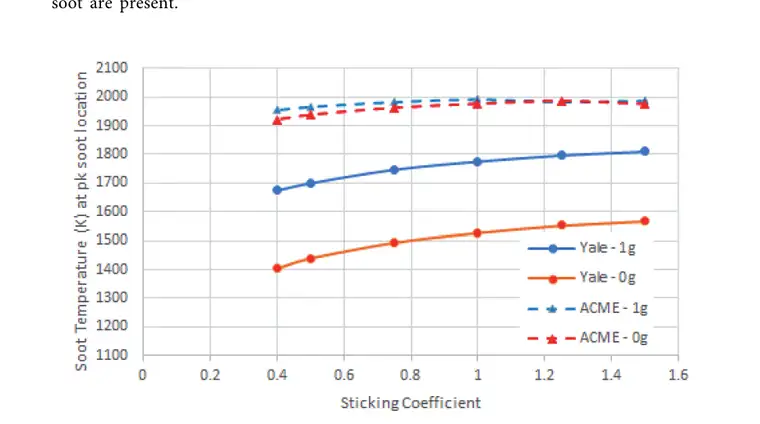 soot are present.
2100
2000
1900
1800
1700
1600
1500
1400
1300
1200
1100
Soot Temperature (K) at pk soot location
0 0.2 0.4 0.6 0.8 1 1.2 1.4 1.6
Sticking Coefficient
Yale - 1g
Yale - 0g
ACME - 1g
ACME - 0g